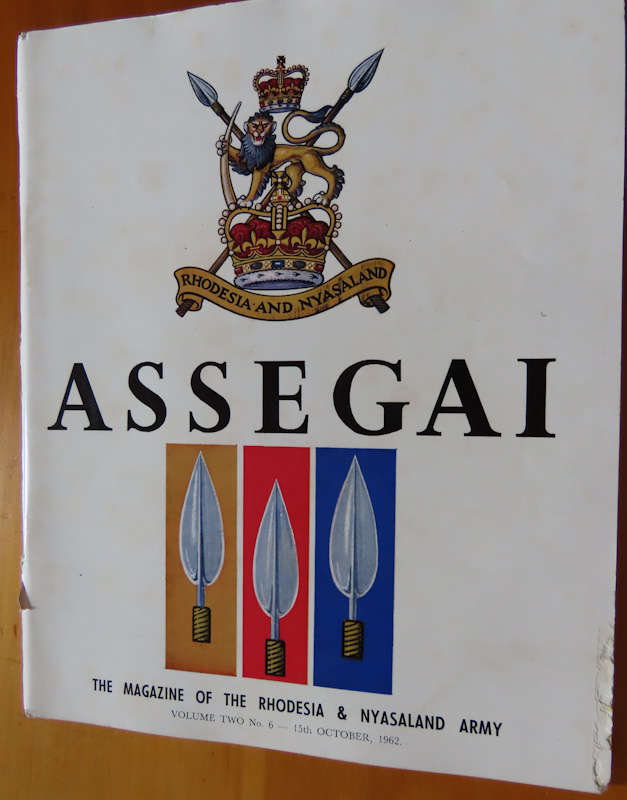 RHODESIA·AND NYASALAND
ASSEGAI
THE MAGAZINE OF THE RHODESIA & NYASALAND ARMY
VOLUME TWO No. 6 — 15th OCTOBER, 1962.